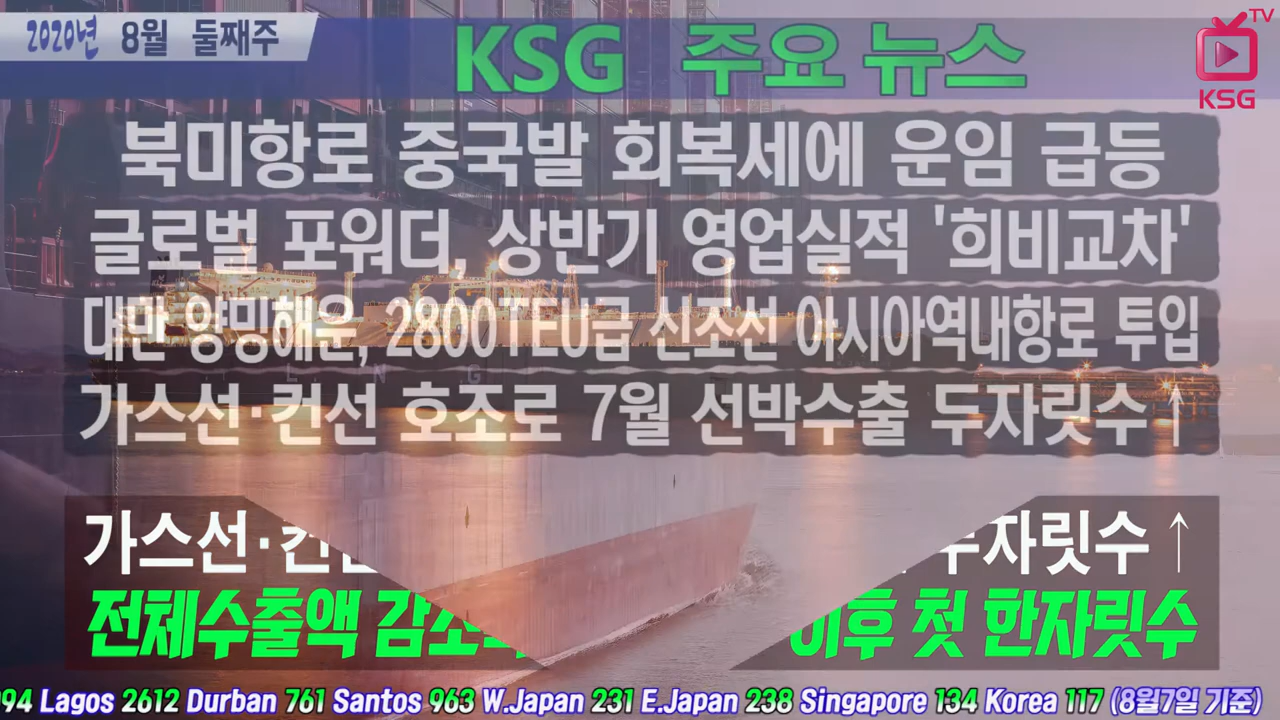 2020년 8월 둘째주
KSG 주요 뉴스
TV
KSG
북미항로 중국발 회복세에 운임 급등
글로벌 포워더, 상반기 영업실적 '희비교차'
대만 양밍해운, 2800TEU급 신조선 아시아역내항로 투입
가스선·컨선 호조로 7월 선박수출 두자릿수↑
가스선·컨 두자릿수↑
전체수출액 감소 이후 첫 한자릿수
94 Lagos 2612 Durban 761 Santos 963 W.Japan 231 E.Japan 238 Singapore 134 Korea 117 (8월7일 기준)